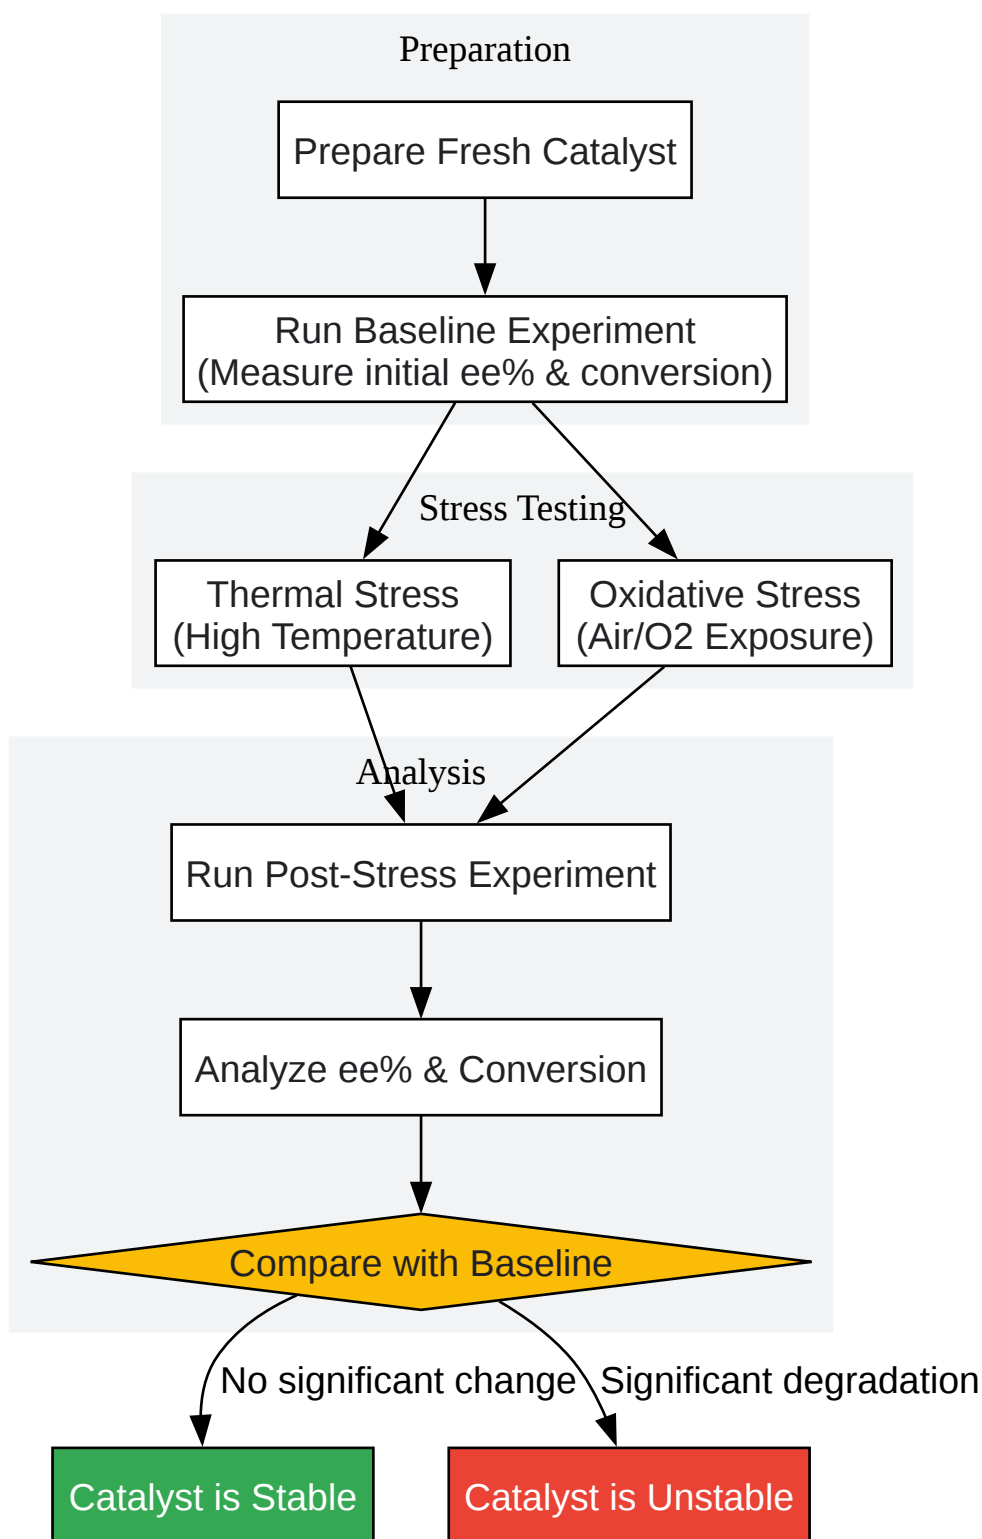 Preparation
Prepare Fresh Catalyst
Run Baseline Experiment
(Measure initial ee% & conversion)
Stress Testing
Thermal Stress
(High Temperature)
Oxidative Stress
(Air/O2 Exposure)
Analysis
Run Post-Stress Experiment
Analyze ee% & Conversion
Compare with Baseline
No significant change
Significant degradation
Catalyst is Stable
Catalyst is Unstable